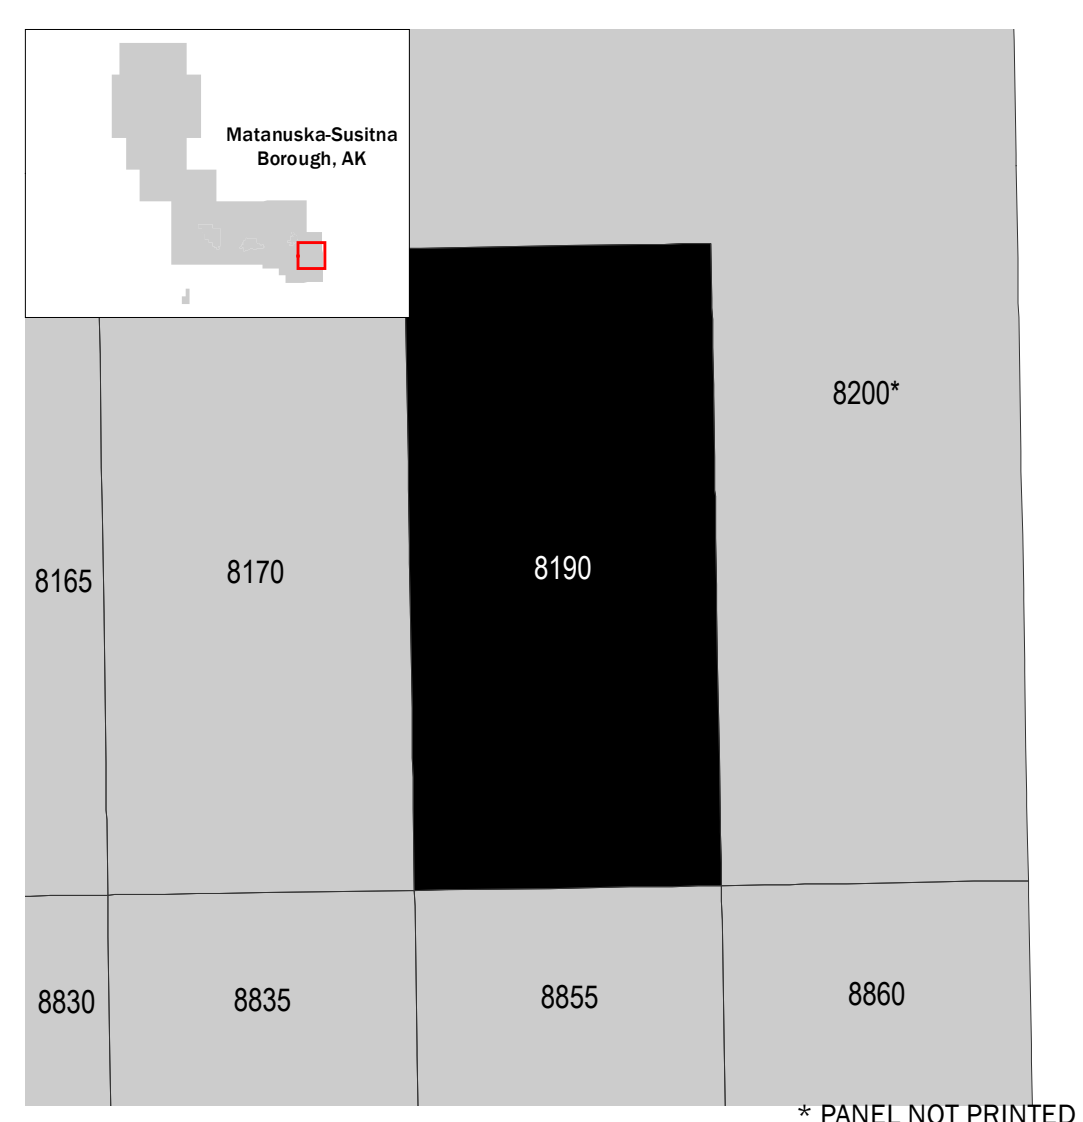 Matanuska-Susitna
Borough, AK
8200*
8190
8170
8165
8860
8855
8835
8830
* PANEL NOT PRINTED